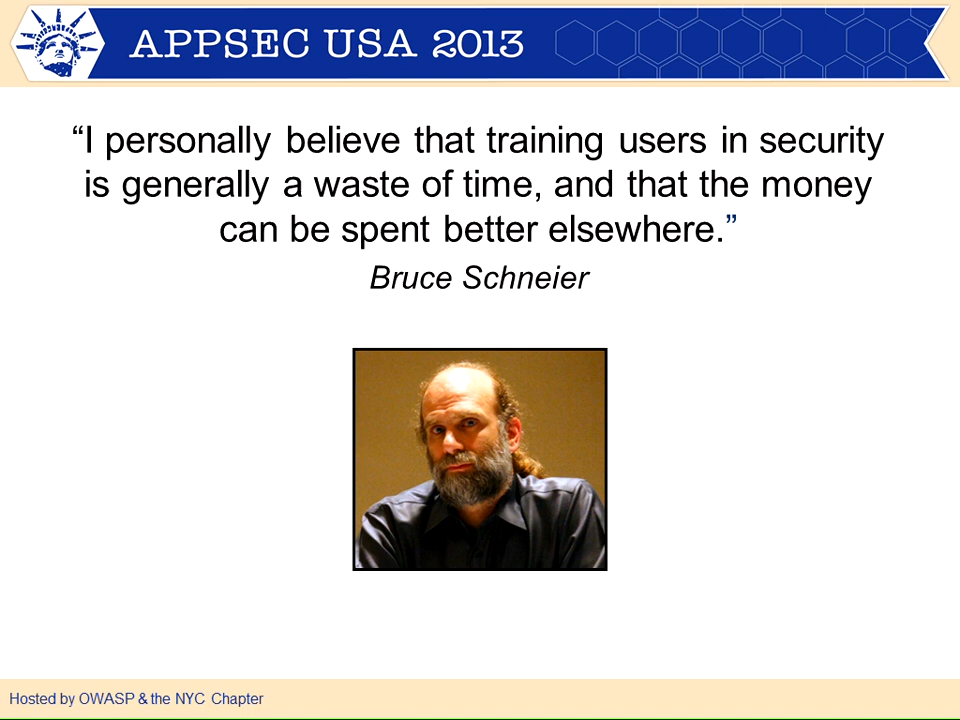 APPSEC USA 2013
“I personally believe that training users in security
is generally a waste of time, and that the money
can be spent better elsewhere.”
Bruce Schneier
Hosted by OWASP & the NYC Chapter